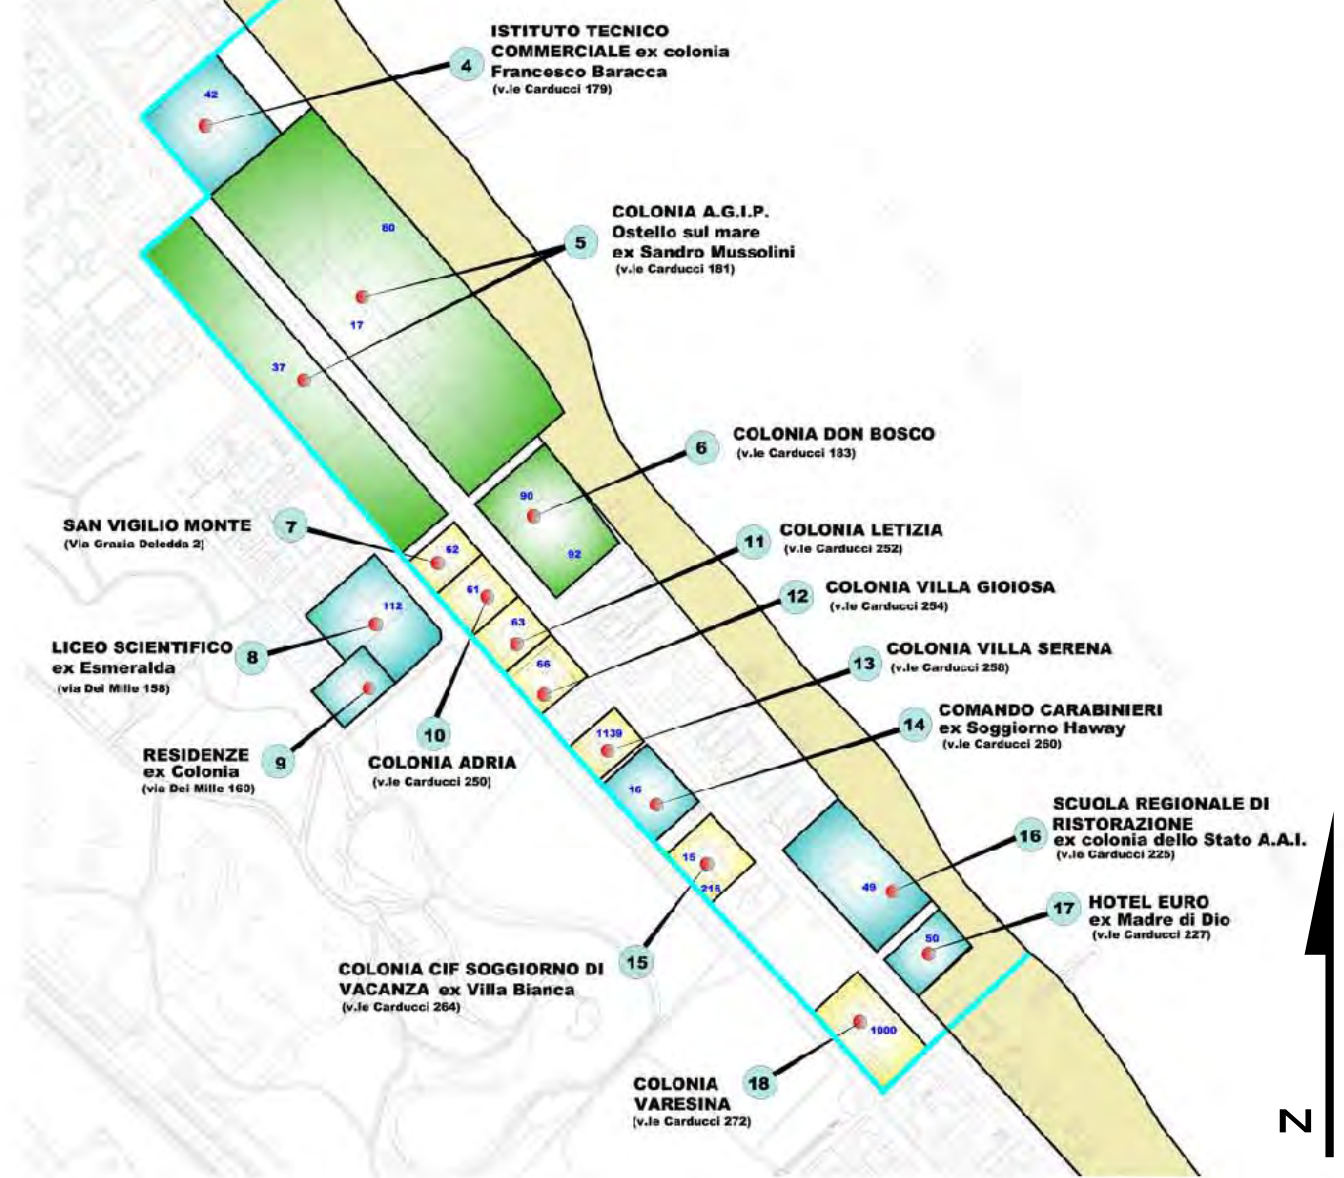 ISTITUTO TECNICO
COMMERCIALE ex colonia
Francesco Baracca
(v.le Carducci 179)
4
42
COLONIA A.G.I.P.
Ostello sul mare
ex Sandro Mussolini
(v.le Carducci 181)
5
80
17
37
COLONIA DON BOSCO
(v.le Carducci 183)
6
90
92
SAN VIGILIO MONTE
(Via Grazia Deledda 2)
7
62
COLONIA LETIZIA
(v.le Carducci 252)
11
61
63
COLONIA VILLA GIOIOSA
(v.le Carducci 254)
12
66
112
LICEO SCIENTIFICO
ex Esmeralda
(via Dei Mille 158)
8
COLONIA VILLA SERENA
(v.le Carducci 258)
13
1139
COMANDO CARABINIERI
ex Soggiorno Haway
(v.le Carducci 260)
14
16
RESIDENZE
ex Colonia
(via Dei Mille 160)
9
10
COLONIA ADRIA
(v.le Carducci 250)
SCUOLA REGIONALE DI
RISTORAZIONE
ex colonia dello Stato A.A.I.
(v.le Carducci 225)
16
49
15
215
HOTEL EURO
ex Madre di Dio
(v.le Carducci 227)
17
50
COLONIA CIF SOGGIORNO DI
VACANZA ex Villa Bianca
(v.le Carducci 264)
15
1000
COLONIA
VARESINA
(v.le Carducci 272)
18
N